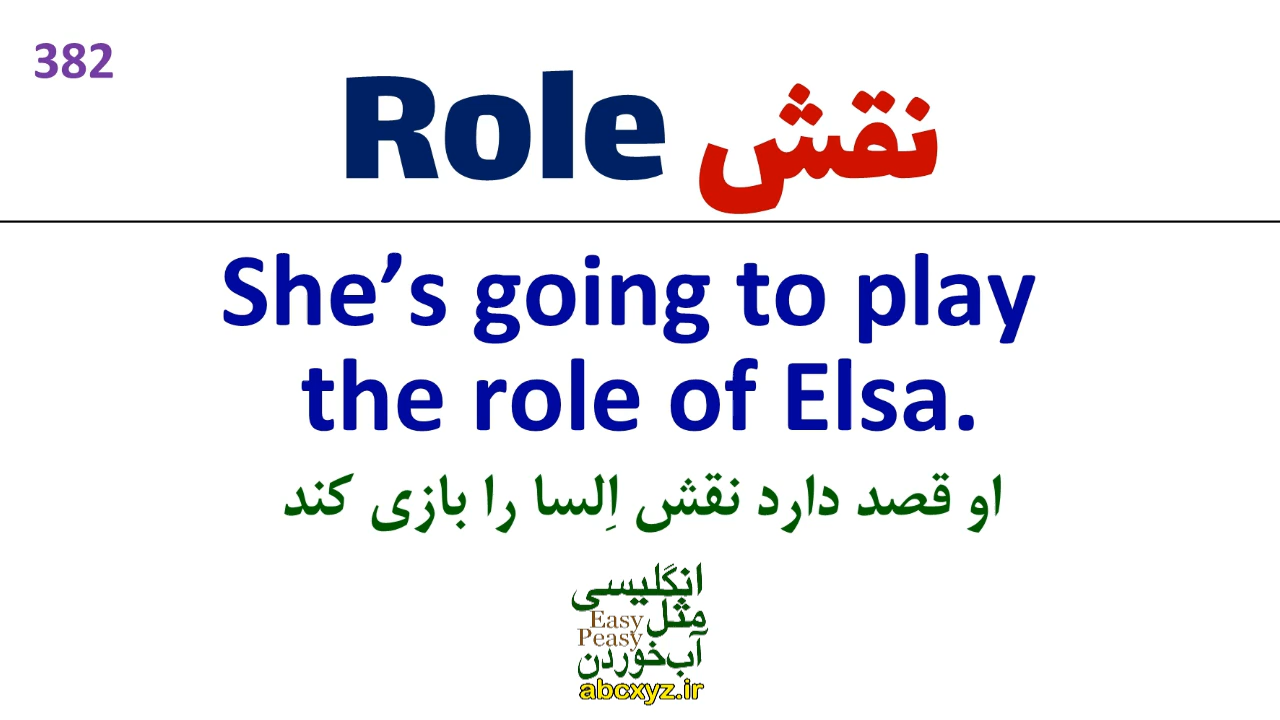 382
Role نقش
She’s going to play
the role of Elsa.
او قصد دارد نقش اِلسا را بازی کند
انگلیسی
مثل Easy
Peasy
آب‌خوردن
abcxyz.ir